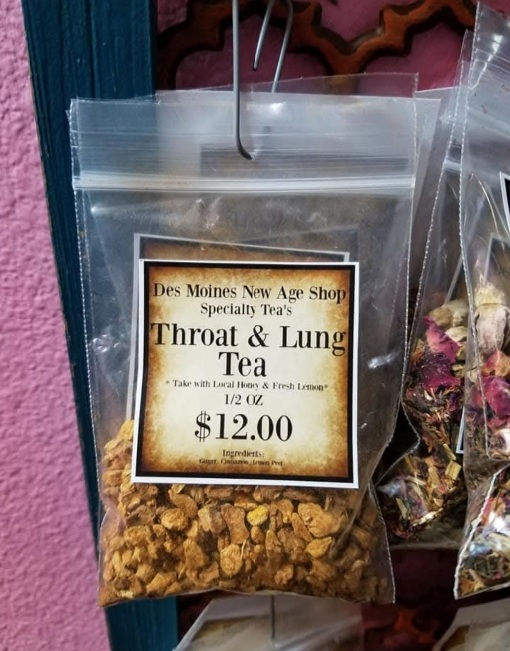 Des Moines New Age Shop
Specialty Tea's
Throat & Lung
Tea
* Take with Local Honey & Fresh Lemon*
1/2 OZ
$12.00
Ingredients:
Ginger, Cinnamon, Lemon Peel